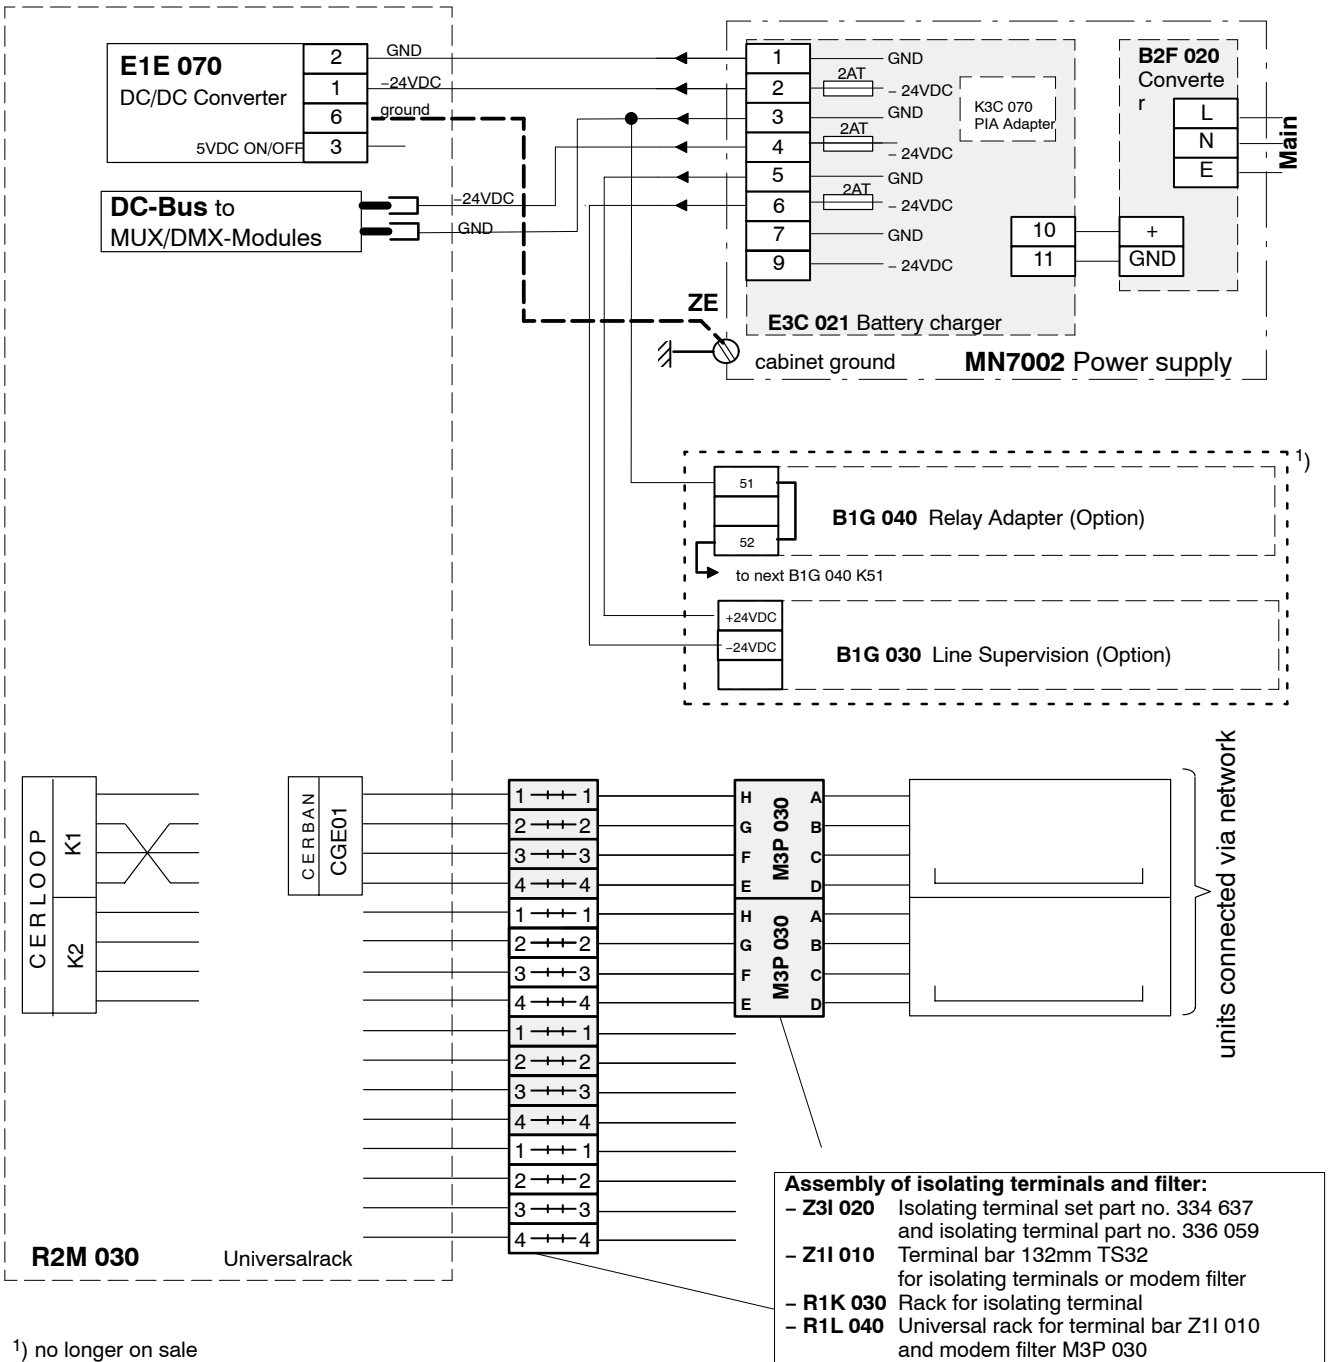 E1E 070
DC/DC Converter
2
1
6
5VDC ON/OFF 3
GND
−24VDC
ground
DC-Bus to
MUX/DMX-Modules
−24VDC
GND
1 GND
2 2AT − 24VDC
3 GND
4 2AT − 24VDC
5 GND
6 2AT − 24VDC
7 GND
9 − 24VDC
K3C 070
PIA Adapter
10
11
E3C 021 Battery charger
B2F 020
Converte
r
L
N
E
Main
+
GND
ZE
cabinet ground
MN7002 Power supply
1)
51
52
B1G 040 Relay Adapter (Option)
to next B1G 040 K51
+24VDC
−24VDC
B1G 030 Line Supervision (Option)
CERLOOP
K1
K2
CERBAN
CGE01
1 1
2 2
3 3
4 4
1 1
2 2
3 3
4 4
1 1
2 2
3 3
4 4
1 1
2 2
3 3
4 4
H A
G B
F C
E D
M3P 030
H A
G B
F C
E D
M3P 030
units connected via network
R2M 030 Universalrack
Assembly of isolating terminals and filter:
− Z3I 020 Isolating terminal set part no. 334 637
and isolating terminal part no. 336 059
− Z1I 010 Terminal bar 132mm TS32
for isolating terminals or modem filter
− R1K 030 Rack for isolating terminal
− R1L 040 Universal rack for terminal bar Z1I 010
and modem filter M3P 030
1) no longer on sale